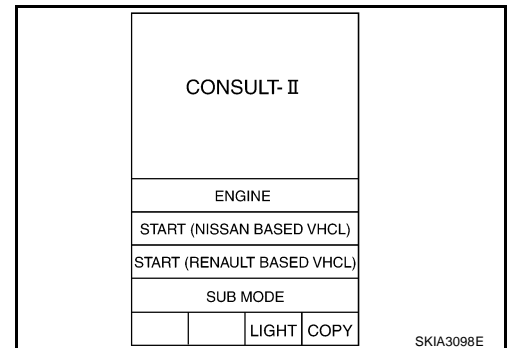 CONSULT-II
ENGINE
START (NISSAN BASED VHCL)
START (RENAULT BASED VHCL)
SUB MODE
LIGHT COPY
SKIA3098E